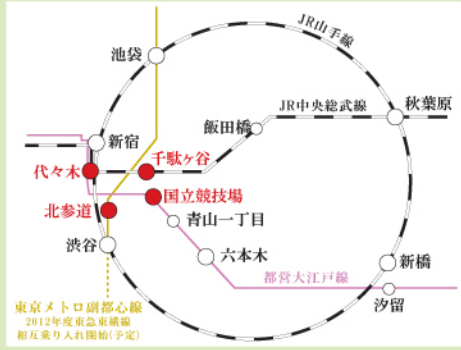 JR山手線
池袋
JR中央総武線
秋葉原
飯田橋
新宿
千駄ヶ谷
代々木
国立競技場
北参道
青山一丁目
渋谷
六本木
新橋
都営大江戸線
汐留
東京メトロ副都心線
2012年度東急東横線
相互乗り入れ開始(予定)